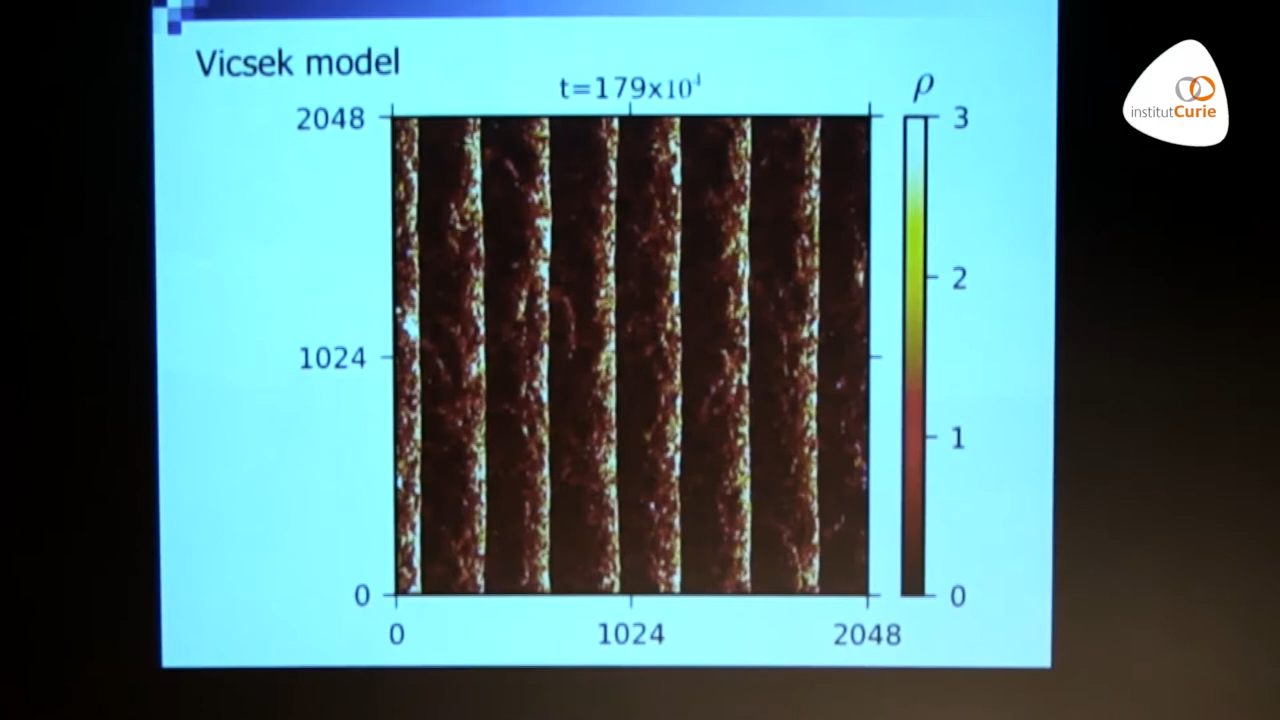 Vicsek model
t=179x10⁴
ρ
2048
1024
0
0
1024
2048
3
2
1
0
institutCurie